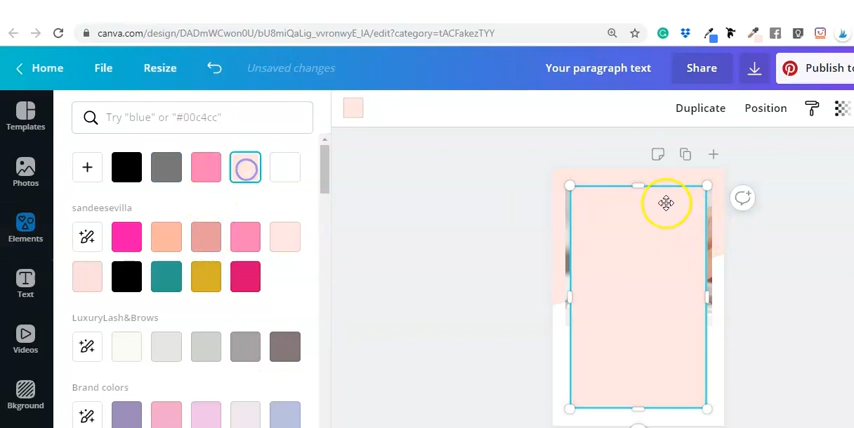 canva.com/design/DADmWCwon0U/bU8miQaLig_vvronwyE_IA/edit?category=tACFakezTYY
Home File Resize Unsaved changes Your paragraph text Share Publish to
Templates
Photos
Elements
Text
Videos
Bkground
Try "blue" or "#00c4cc"
sandeesevilla
LuxuryLash&Brows
Brand colors
Duplicate Position